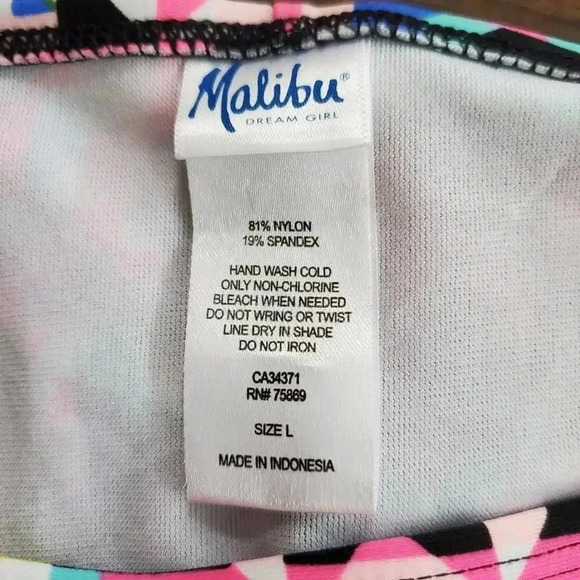 Malibu®
DREAM GIRL
81% NYLON
19% SPANDEX
HAND WASH COLD
ONLY NON-CHLORINE
BLEACH WHEN NEEDED
DO NOT WRING OR TWIST
LINE DRY IN SHADE
DO NOT IRON
CA34371
RN# 75869
SIZE L
MADE IN INDONESIA